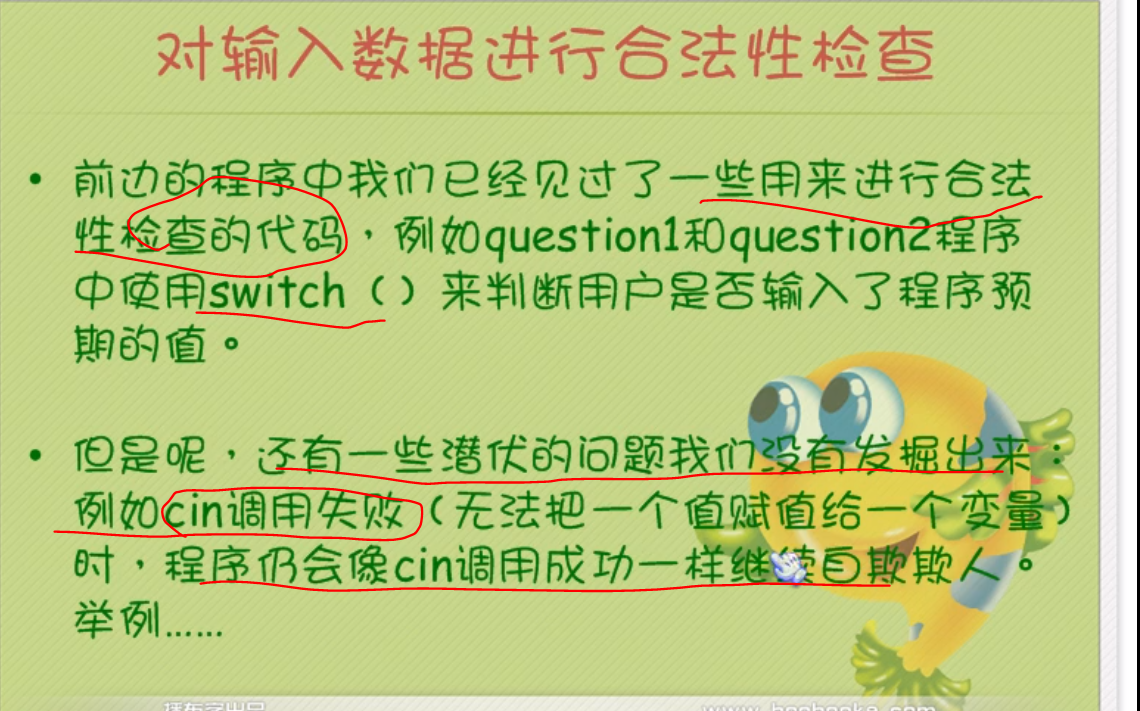 对输入数据进行合法性检查
• 前边的程序中我们已经见过了一些用来进行合法
性检查的代码，例如question1和question2程序
中使用switch（）来判断用户是否输入了程序预
期的值。
• 但是呢，还有一些潜伏的问题我们没有发掘出来：
例如cin调用失败（无法把一个值赋值给一个变量）
时，程序仍会像cin调用成功一样继续自欺欺人。
举例……